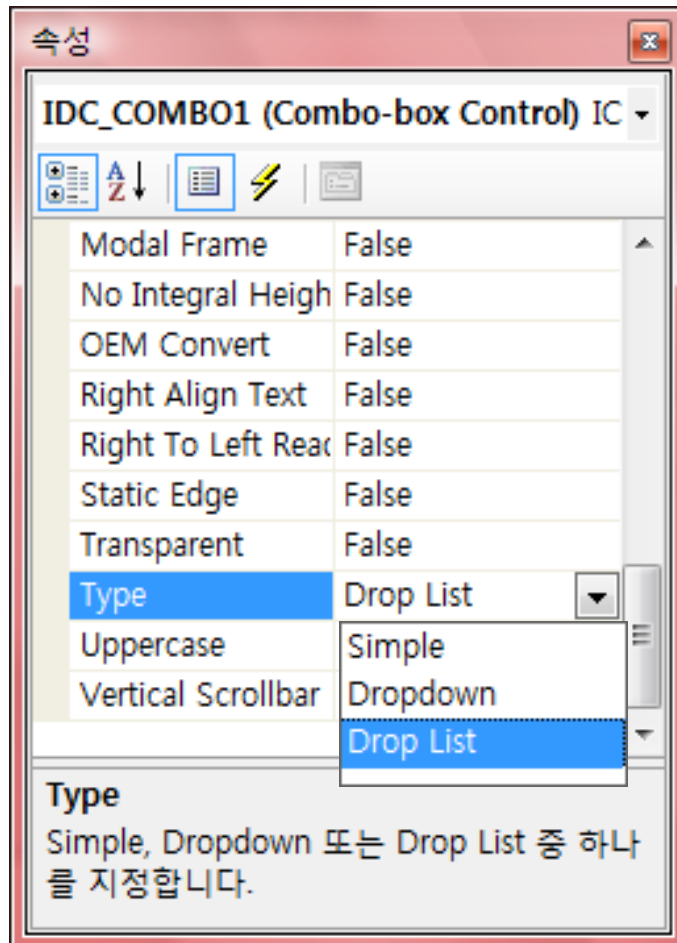 속성
IDC_COMBO1 (Combo-box Control) IC
Modal Frame False
No Integral Heigh False
OEM Convert False
Right Align Text False
Right To Left Reac False
Static Edge False
Transparent False
Type Drop List
Uppercase
Simple
Vertical Scrollbar
Dropdown
Drop List
Type
Simple, Dropdown 또는 Drop List 중 하나
를 지정합니다.